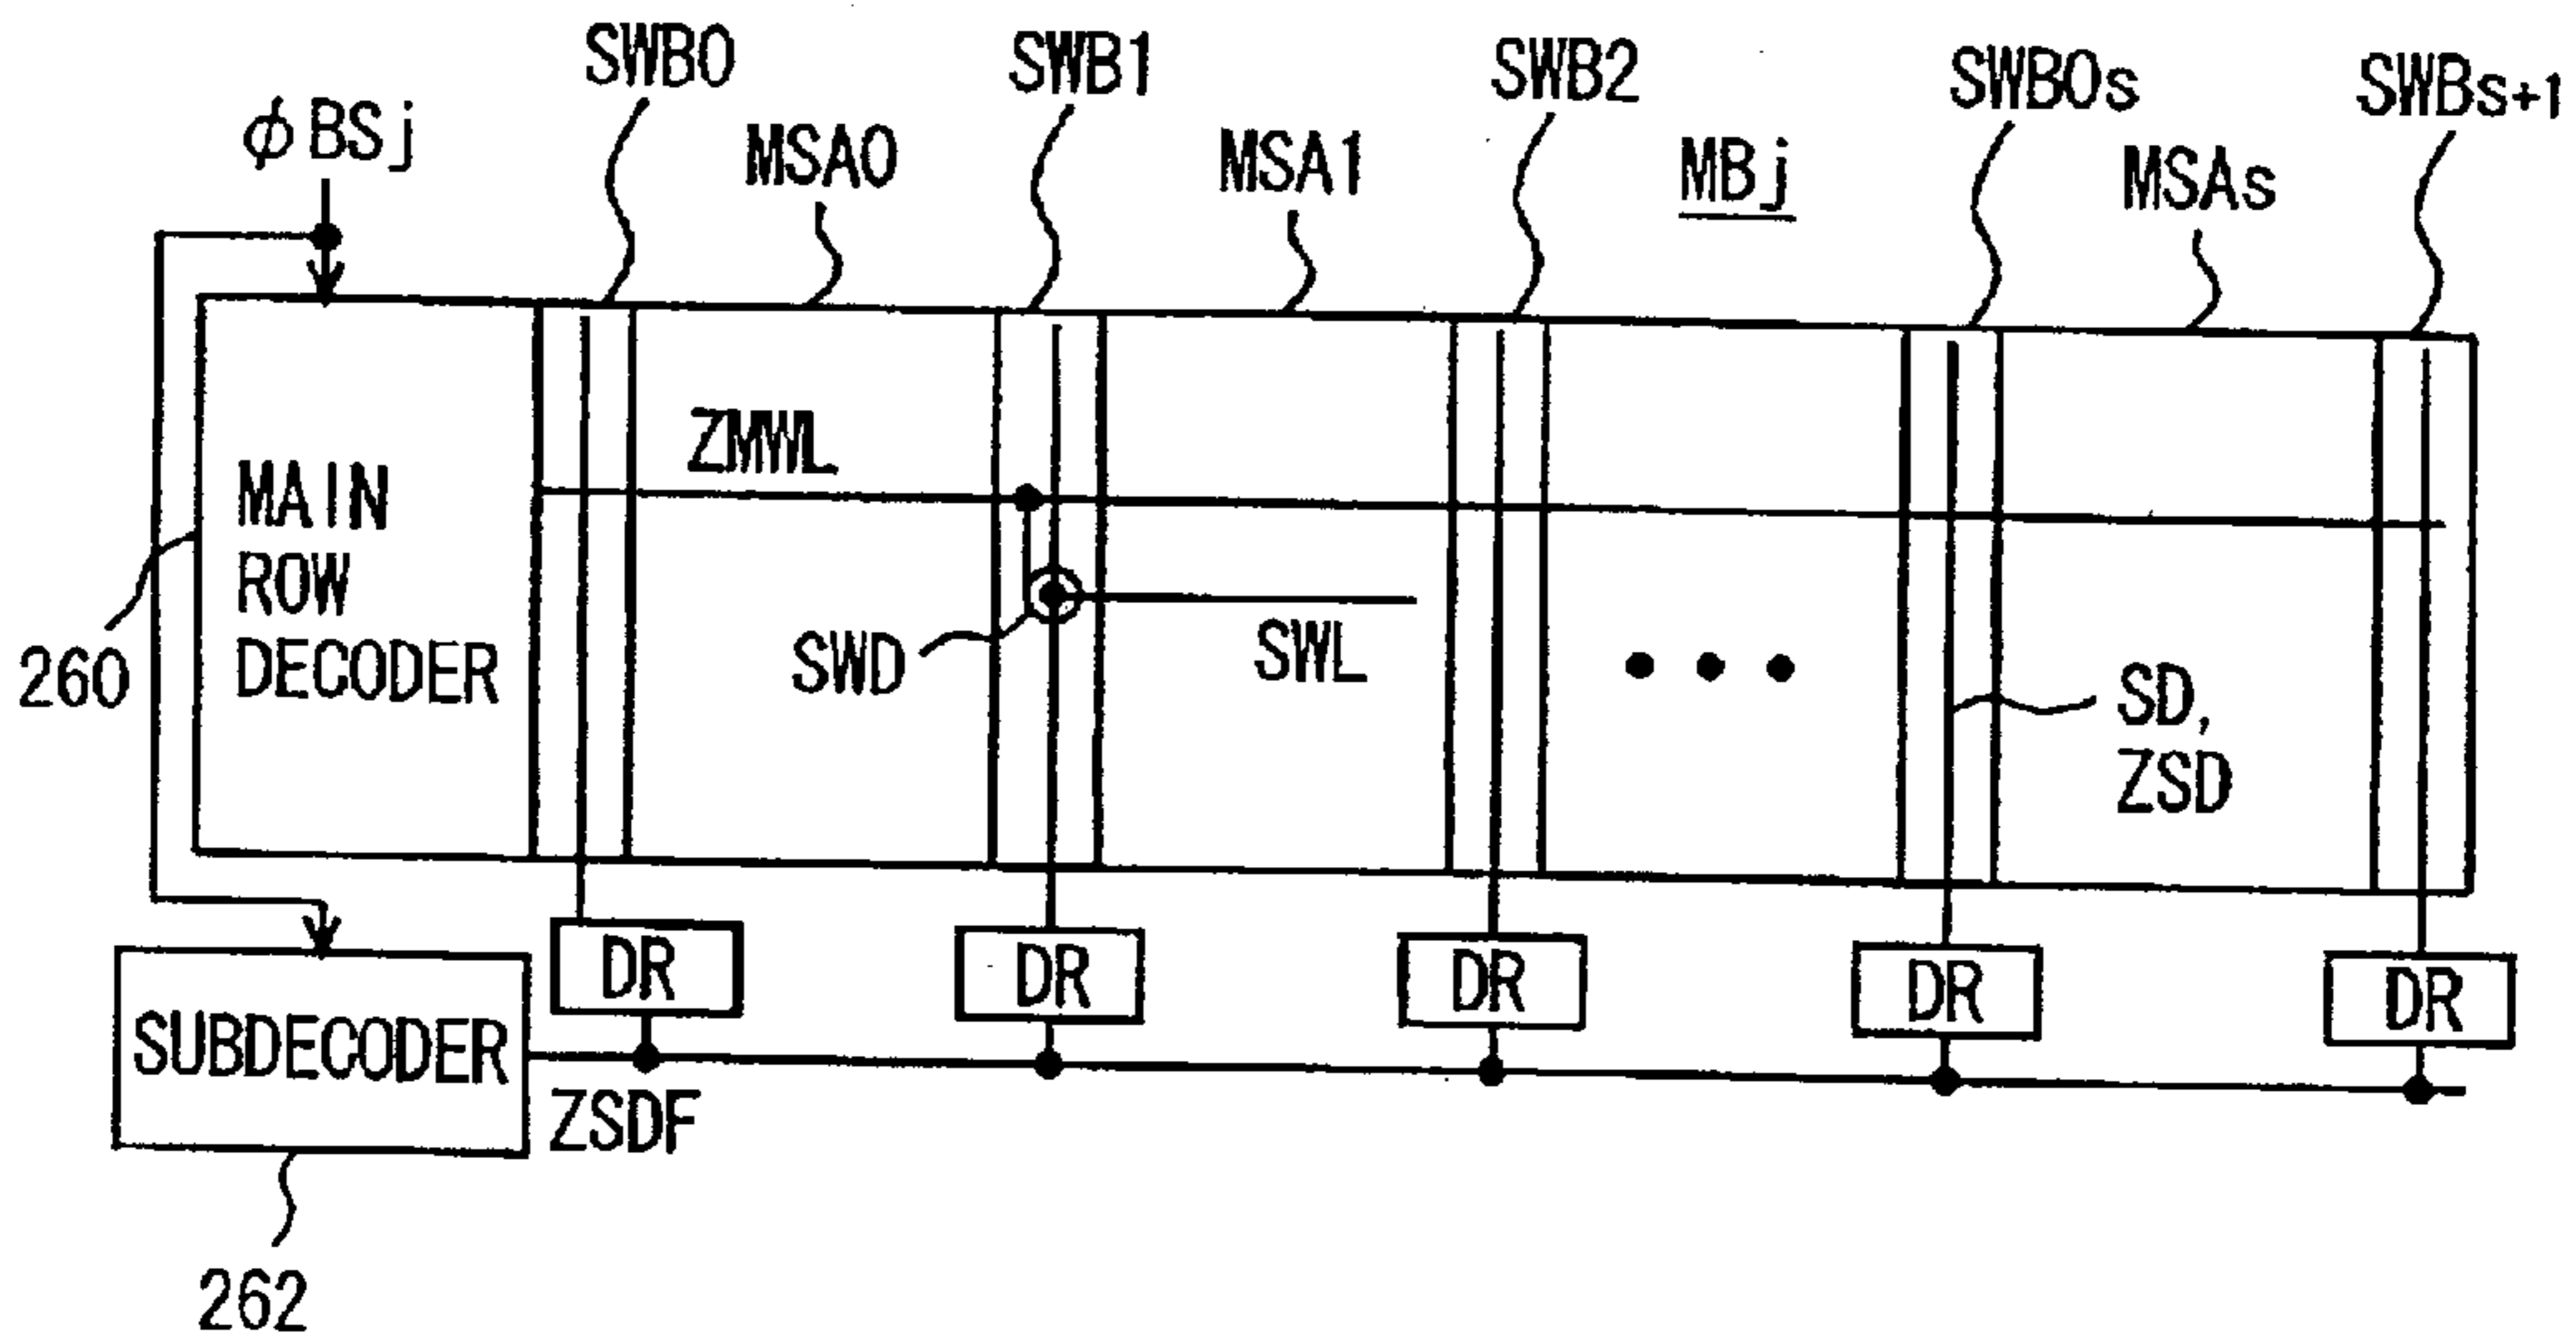 SWB0
SWB1
SWB2
SWB0s
SWBs+1
φBSj
MSA0
MSA1
MBj
MSAs
ZMWL
MAIN
ROW
DECODER
260
SWD
SWL
• • •
SD,
ZSD
DR
DR
DR
DR
DR
SUBDECODER
ZSDF
262